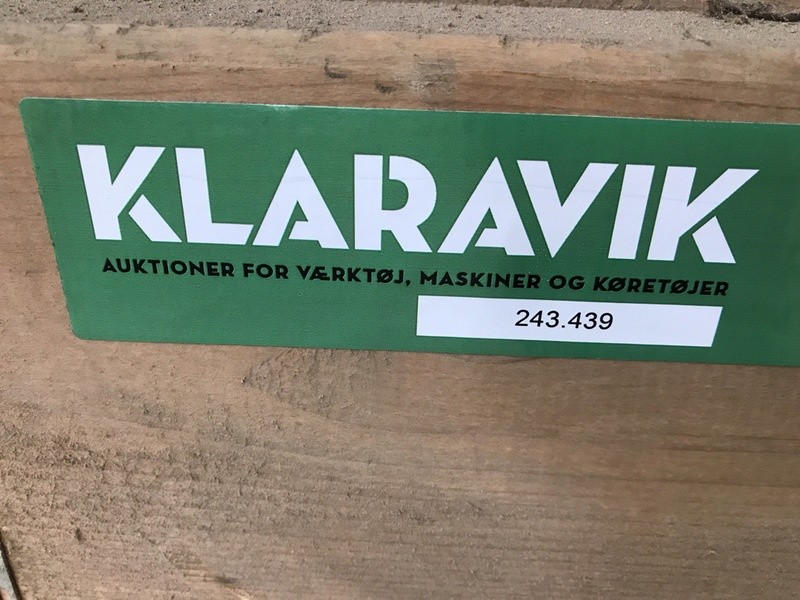 KLARAVIK
AUKTIONER FOR VÆRKTØJ, MASKINER OG KØRETØJER
243.439